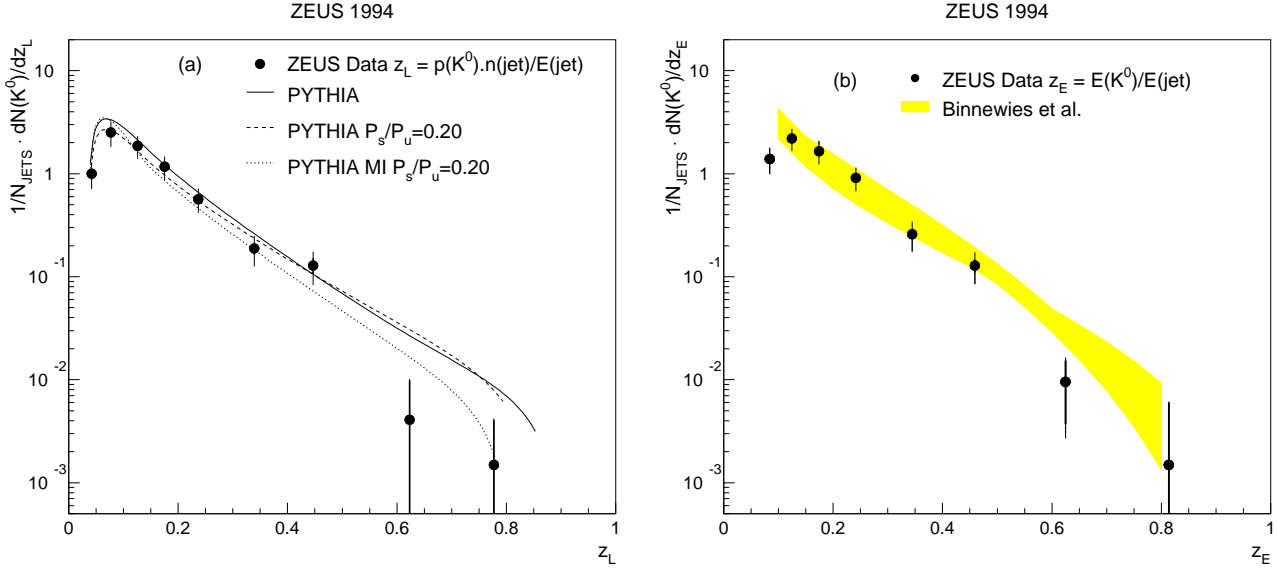 ZEUS 1994
(a)
ZEUS Data z_L = p(K^0).n(jet)/E(jet)
PYTHIA
PYTHIA P_s/P_u=0.20
PYTHIA MI P_s/P_u=0.20
1/N_JETS · dN(K^0)/dz_L
10
1
10^-1
10^-2
10^-3
0 0.2 0.4 0.6 0.8 1
z_L
ZEUS 1994
(b)
ZEUS Data z_E = E(K^0)/E(jet)
Binnewies et al.
1/N_JETS · dN(K^0)/dz_E
10
1
10^-1
10^-2
10^-3
0 0.2 0.4 0.6 0.8 1
z_E